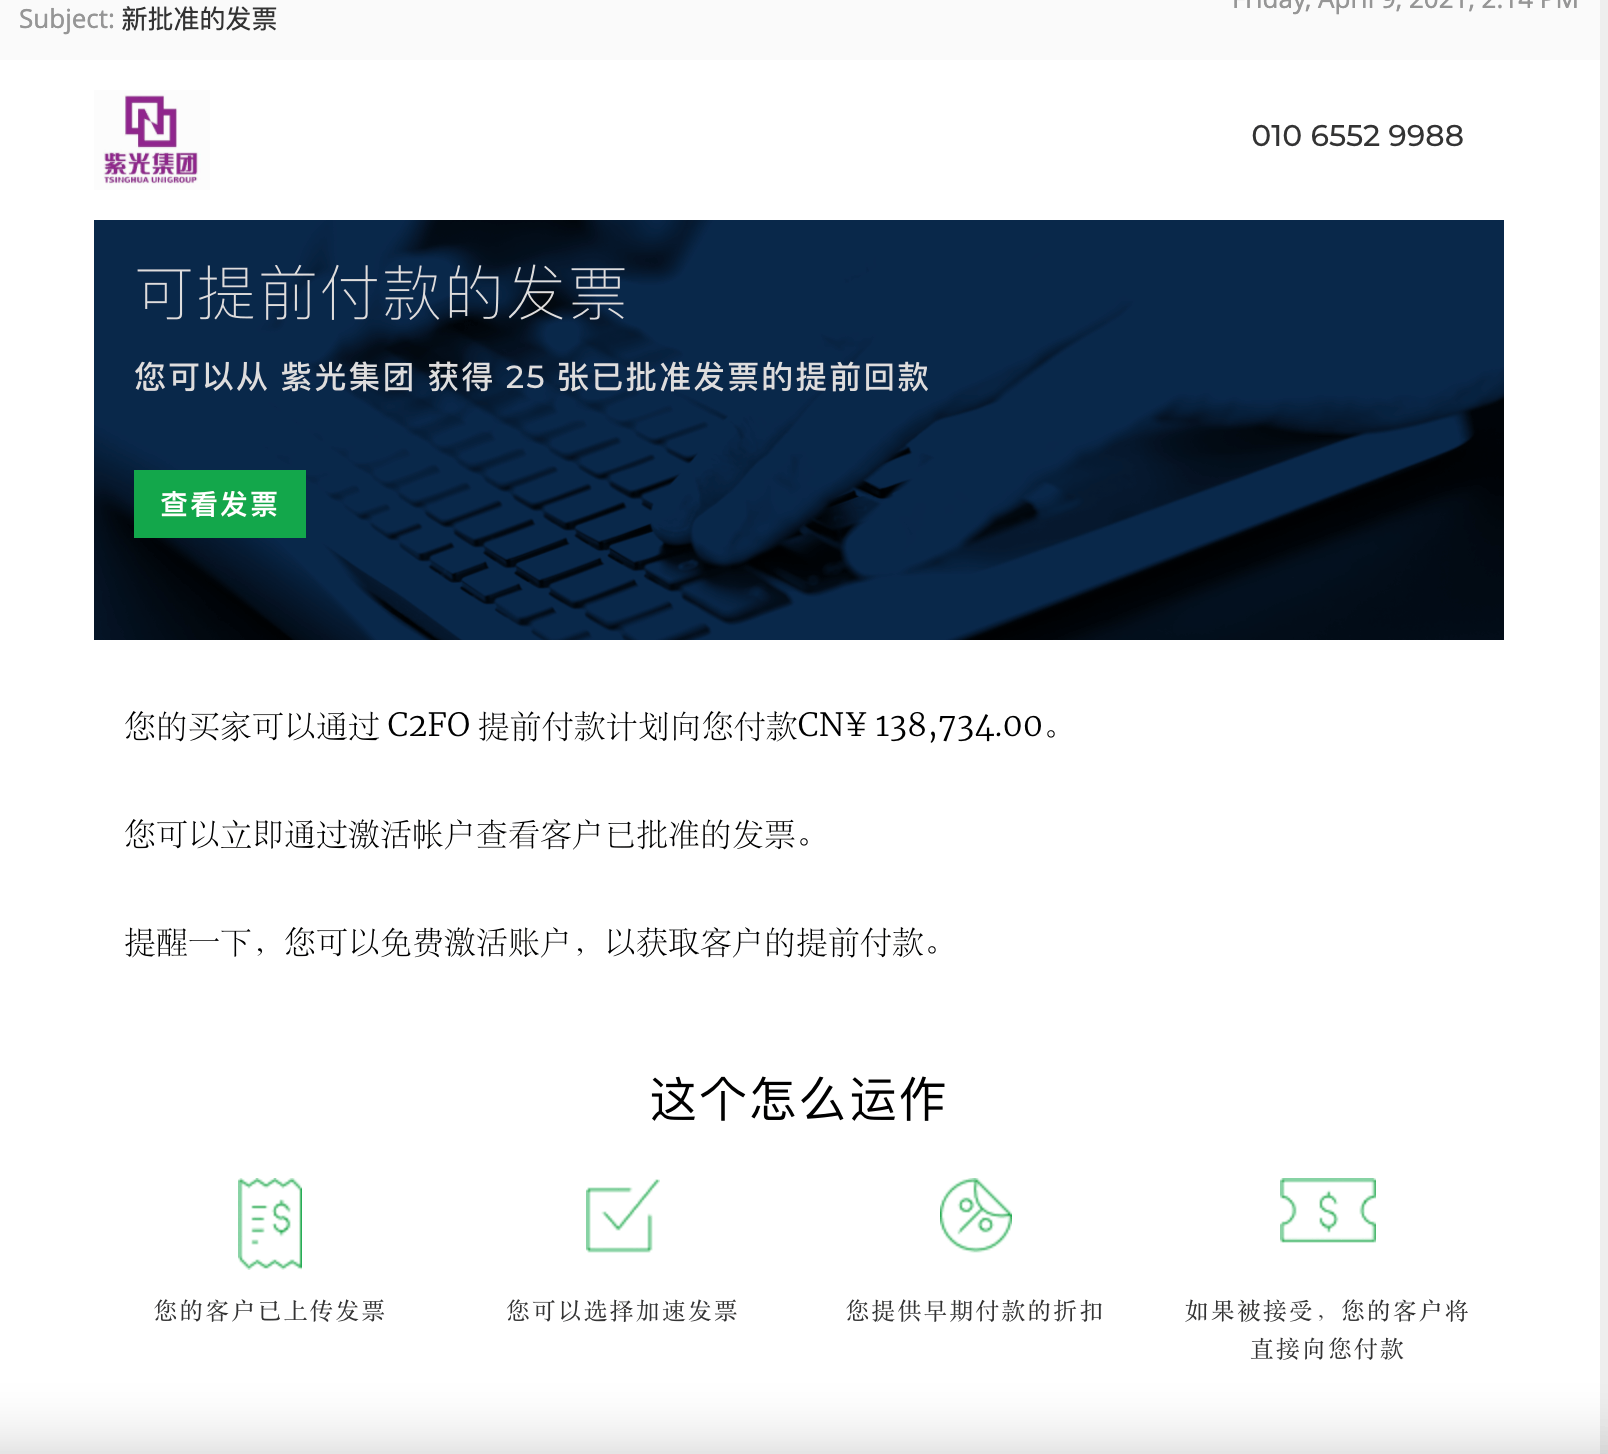 Subject: 新批准的发票
Friday, April 9, 2021, 2:14 PM
紫光集团
TSINGHUA UNIGROUP
010 6552 9988
可提前付款的发票
您可以从 紫光集团 获得 25 张已批准发票的提前回款
查看发票
您的买家可以通过 C2FO 提前付款计划向您付款CN¥ 138,734.00。
您可以立即通过激活帐户查看客户已批准的发票。
提醒一下，您可以免费激活账户，以获取客户的提前付款。
这个怎么运作
您的客户已上传发票
您可以选择加速发票
您提供早期付款的折扣
如果被接受，您的客户将
直接向您付款